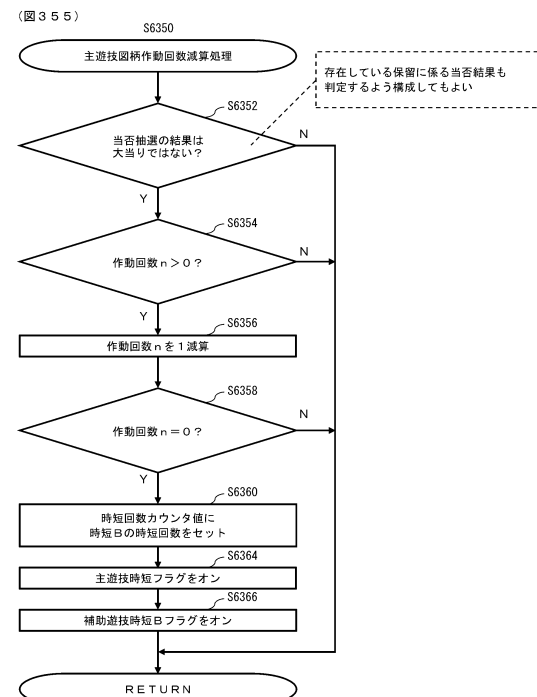 （図３５５）
S6350
主遊技図柄作動回数減算処理
存在している保留に係る当否結果も
判定するよう構成してもよい
S6352
当否抽選の結果は
大当りではない？
N
Y
S6354
作動回数ｎ＞０？
N
Y
S6356
作動回数ｎを１減算
S6358
作動回数ｎ＝０？
N
Y
S6360
時短回数カウンタ値に
時短Ｂの時短回数をセット
S6364
主遊技時短フラグをオン
S6366
補助遊技時短Ｂフラグをオン
ＲＥＴＵＲＮ